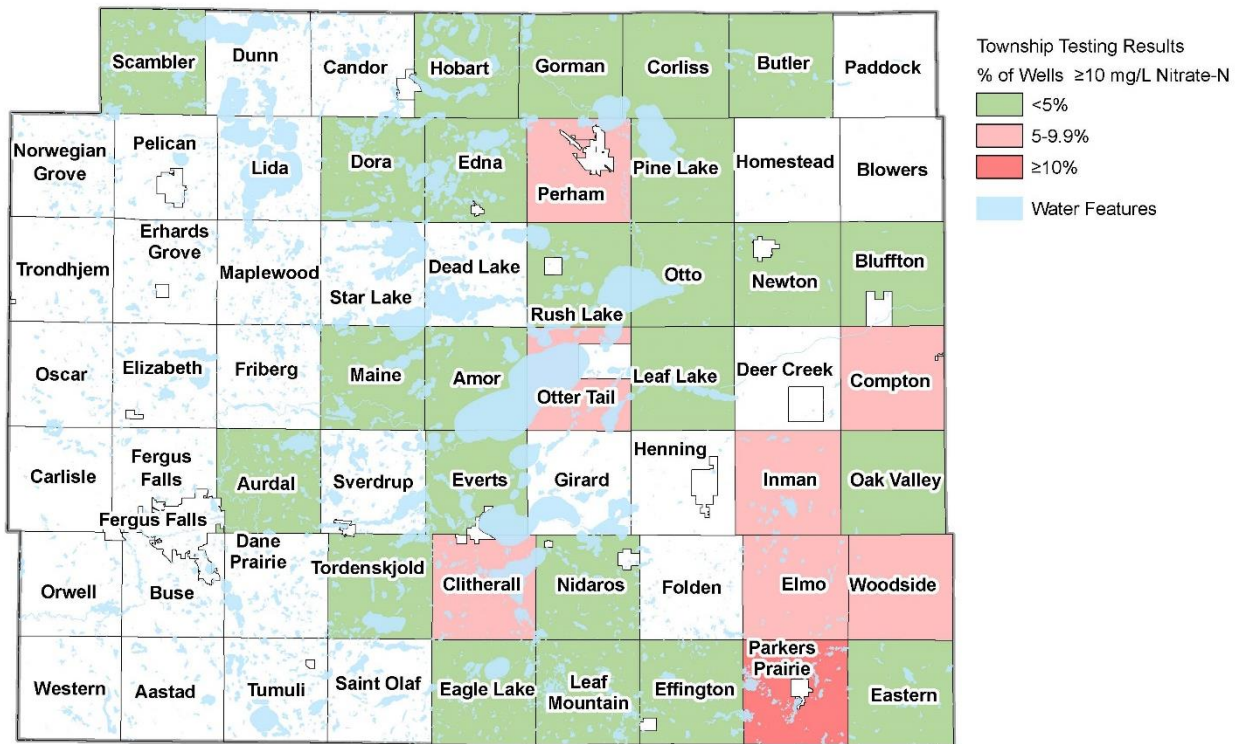 Scambler
Dunn
Candor
Hobart
Gorman
Corliss
Butler
Paddock
Norwegian
Grove
Pelican
Lida
Dora
Edna
Perham
Pine Lake
Homestead
Blowers
Trondhjem
Erhards
Grove
Maplewood
Star Lake
Dead Lake
Rush Lake
Otto
Newton
Bluffton
Oscar
Elizabeth
Friberg
Maine
Amor
Otter Tail
Leaf Lake
Deer Creek
Compton
Carlisle
Fergus
Falls
Fergus Falls
Aurdal
Sverdrup
Everts
Girard
Henning
Inman
Oak Valley
Orwell
Buse
Dane
Prairie
Tordenskjold
Clitherall
Nidaros
Folden
Elmo
Woodside
Western
Aastad
Tumuli
Saint Olaf
Eagle Lake
Leaf
Mountain
Effington
Parkers
Prairie
Eastern
Township Testing Results
% of Wells ≥10 mg/L Nitrate-N
<5%
5-9.9%
≥10%
Water Features